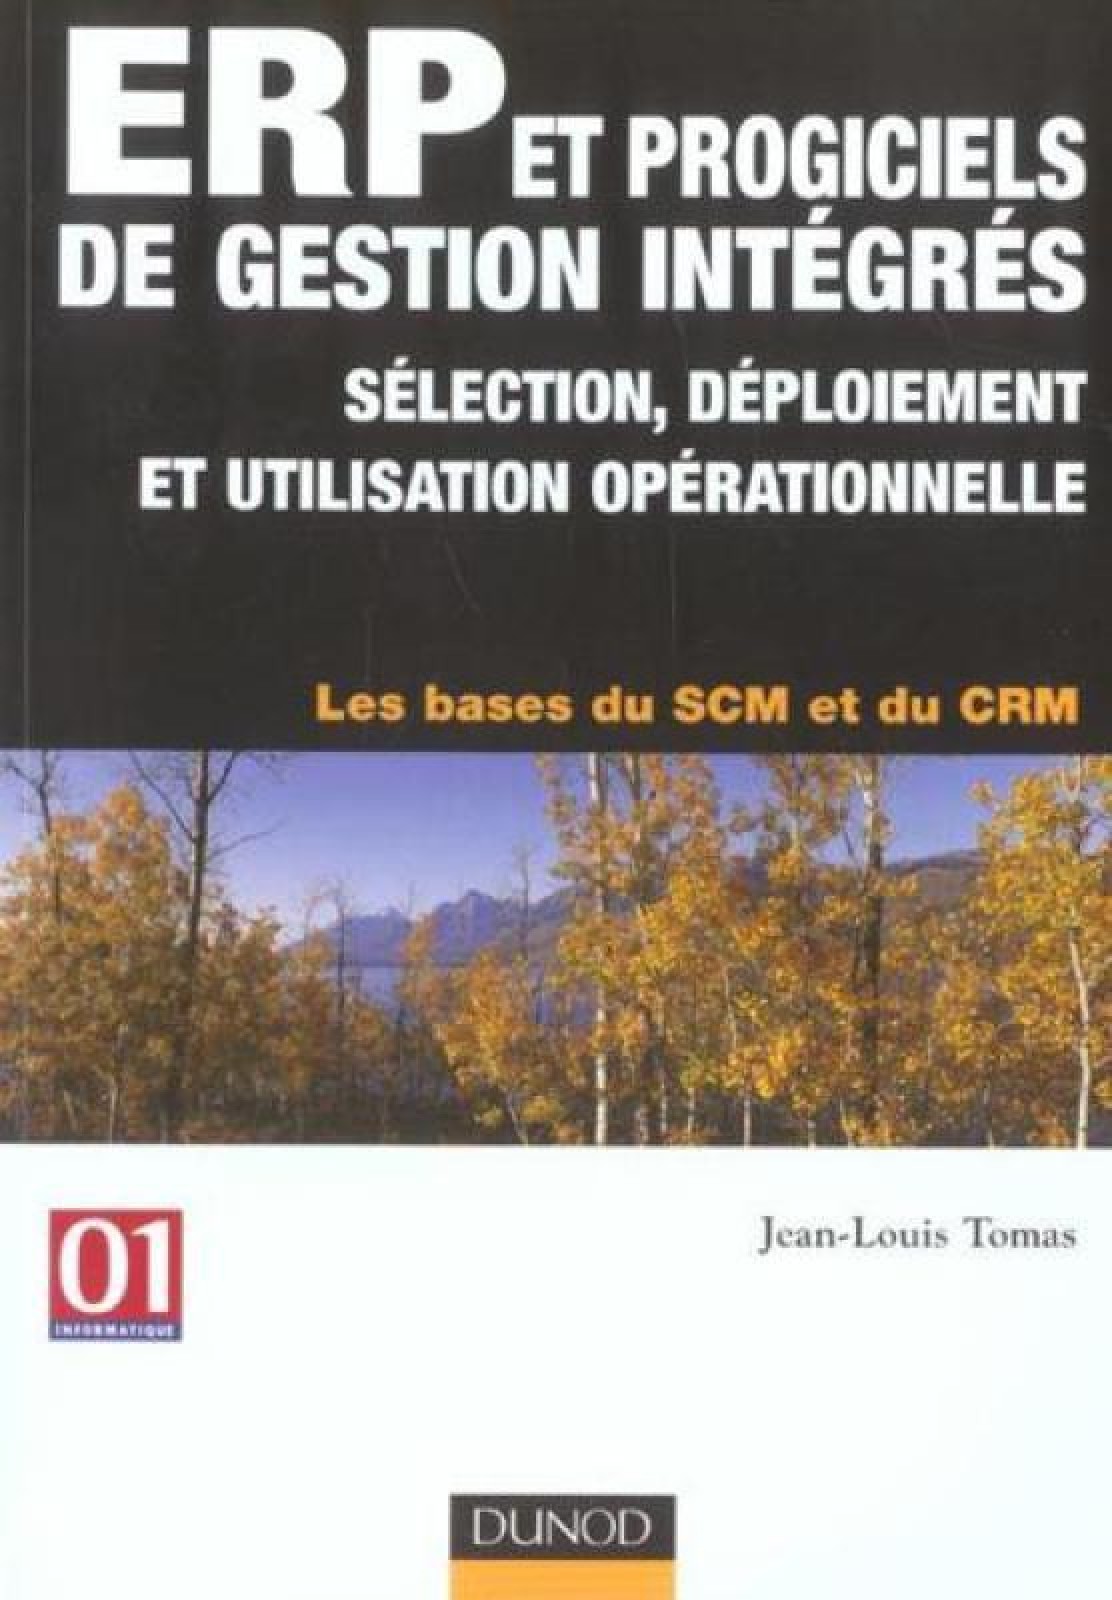 ERP ET PROGICIELS
DE GESTION INTÉGRÉS
SÉLECTION, DÉPLOIEMENT
ET UTILISATION OPÉRATIONNELLE
Les bases du SCM et du CRM
Jean-Louis Tomas
01
INFORMATIQUE
DUNOD